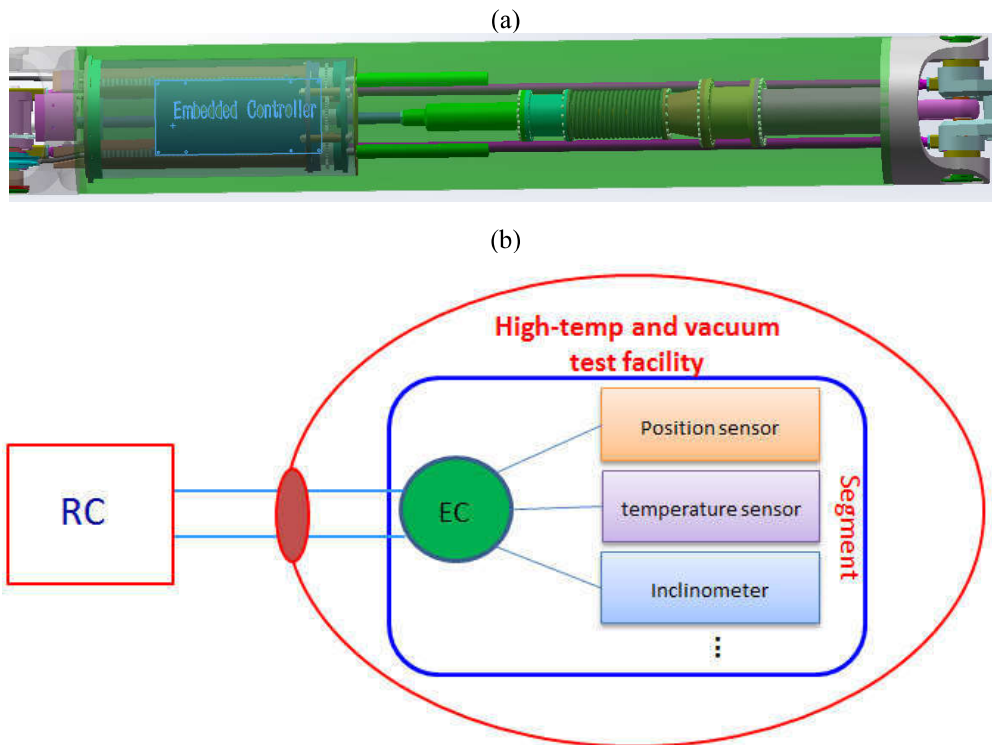 (a)
Embedded Controller
(b)
High-temp and vacuum
test facility
Position sensor
RC
EC
temperature sensor
Segment
Inclinometer
...